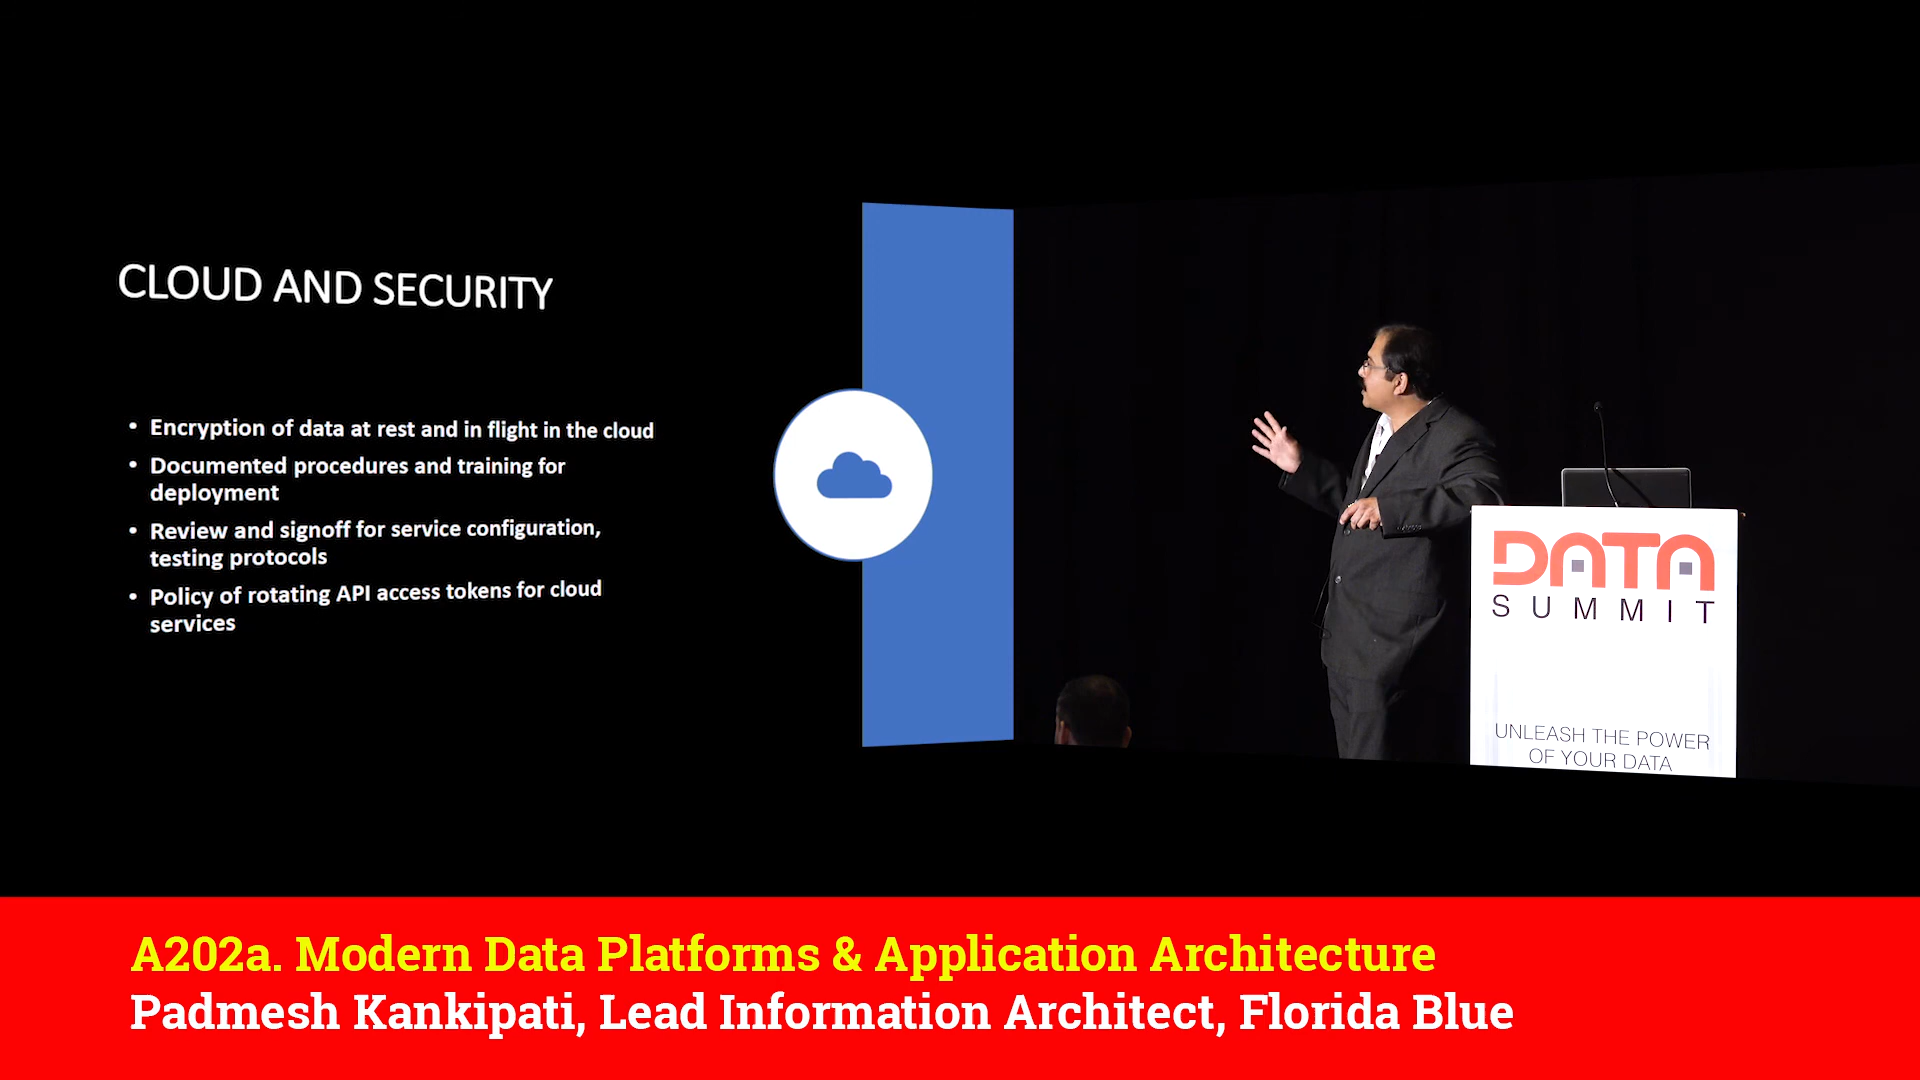 CLOUD AND SECURITY
• Encryption of data at rest and in flight in the cloud
• Documented procedures and training for
deployment
• Review and signoff for service configuration,
testing protocols
• Policy of rotating API access tokens for cloud
services
DATA
SUMMIT
UNLEASH THE POWER
OF YOUR DATA
A202a. Modern Data Platforms & Application Architecture
Padmesh Kankipati, Lead Information Architect, Florida Blue